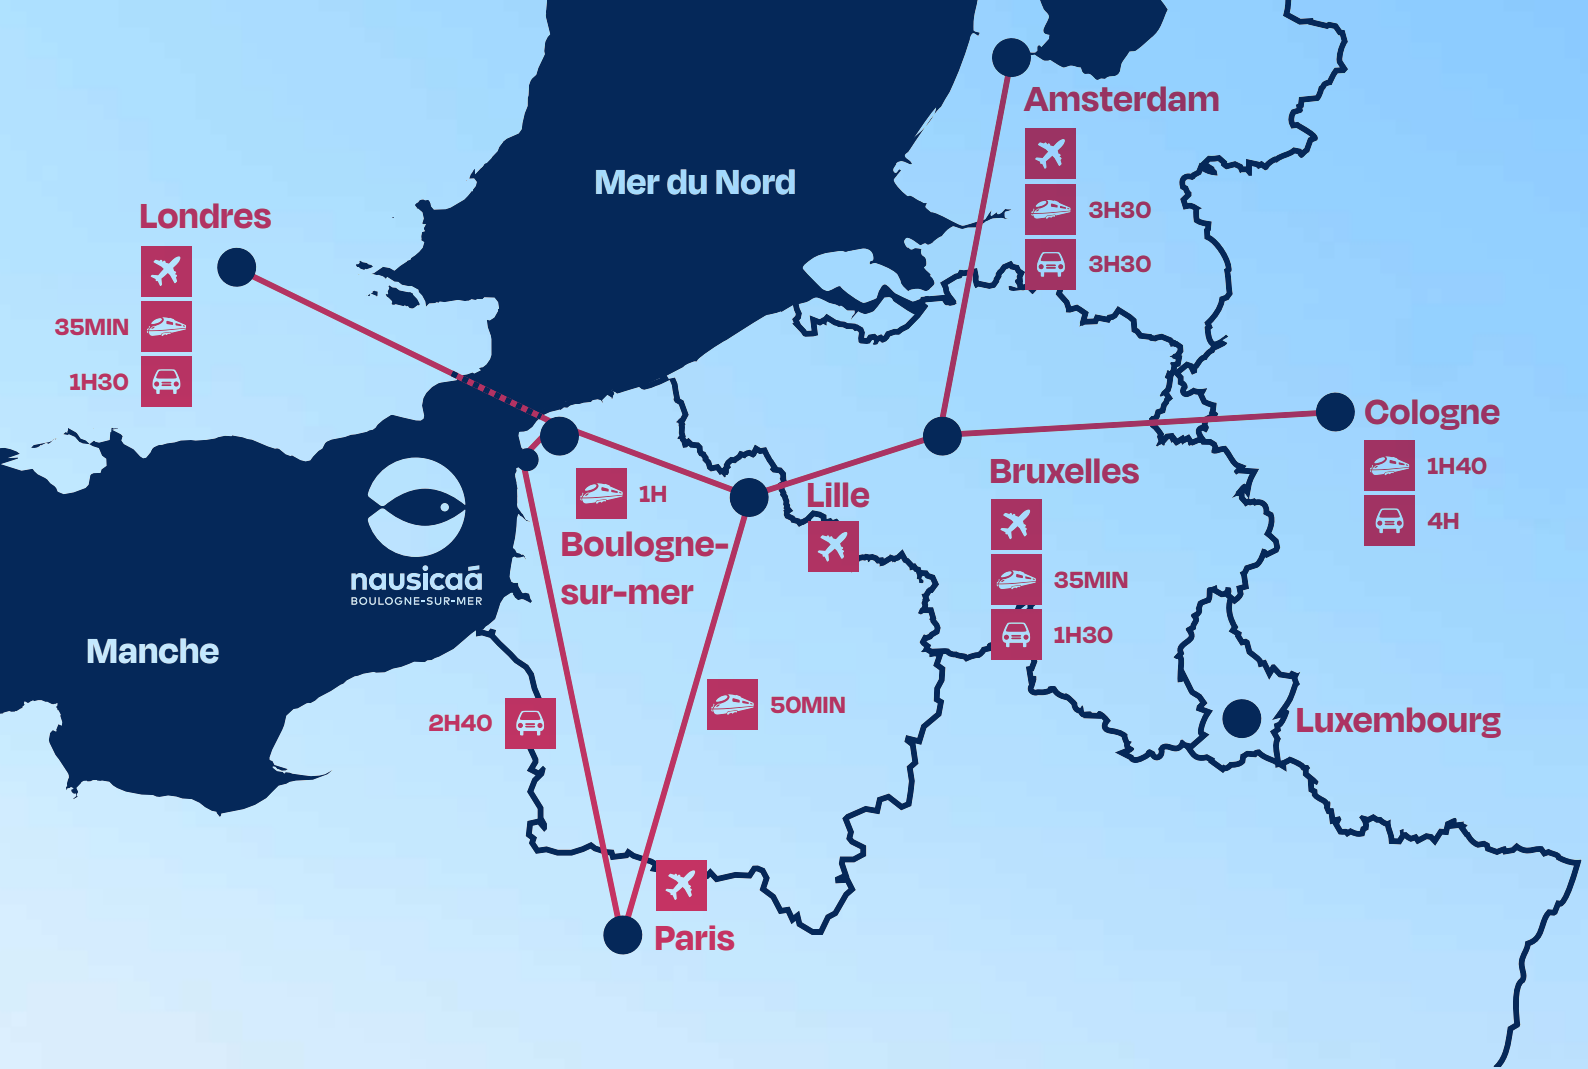 Amsterdam
3H30
3H30
Mer du Nord
Londres
35MIN
1H30
Cologne
1H40
4H
Bruxelles
35MIN
1H30
Lille
1H
Boulogne-
sur-mer
nausicaá
BOULOGNE-SUR-MER
Manche
2H40
50MIN
Luxembourg
Paris